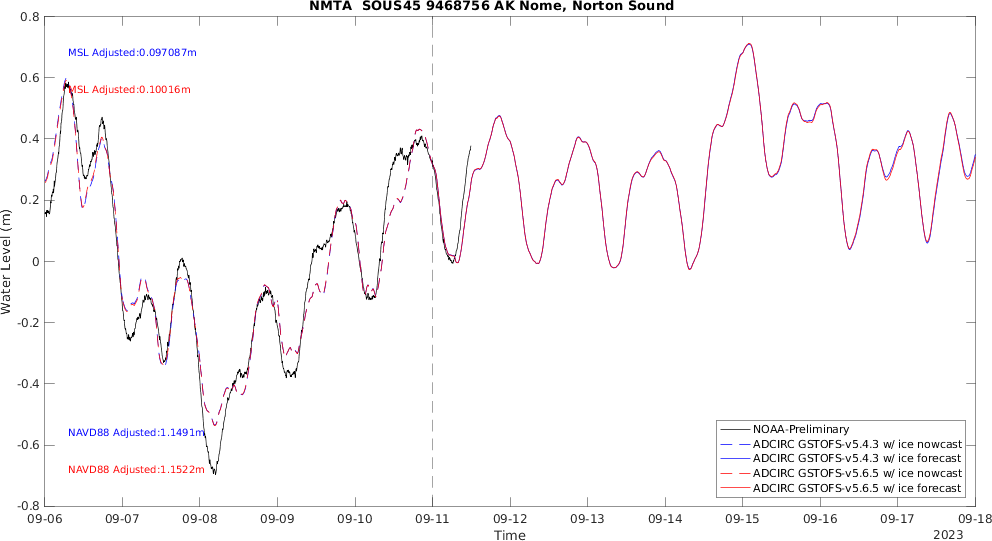 NMTA  SOUS45 9468756 AK Nome, Norton Sound
0.8
0.6
0.4
0.2
0
-0.2
-0.4
-0.6
-0.8
Water Level (m)
MSL Adjusted:0.097087m
MSL Adjusted:0.10016m
NAVD88 Adjusted:1.1491m
NAVD88 Adjusted:1.1522m
NOAA-Preliminary
ADCIRC GSTOFS-v5.4.3 w/ ice nowcast
ADCIRC GSTOFS-v5.4.3 w/ ice forecast
ADCIRC GSTOFS-v5.6.5 w/ ice nowcast
ADCIRC GSTOFS-v5.6.5 w/ ice forecast
09-06 09-07 09-08 09-09 09-10 09-11 09-12 09-13 09-14 09-15 09-16 09-17 09-18
Time
2023